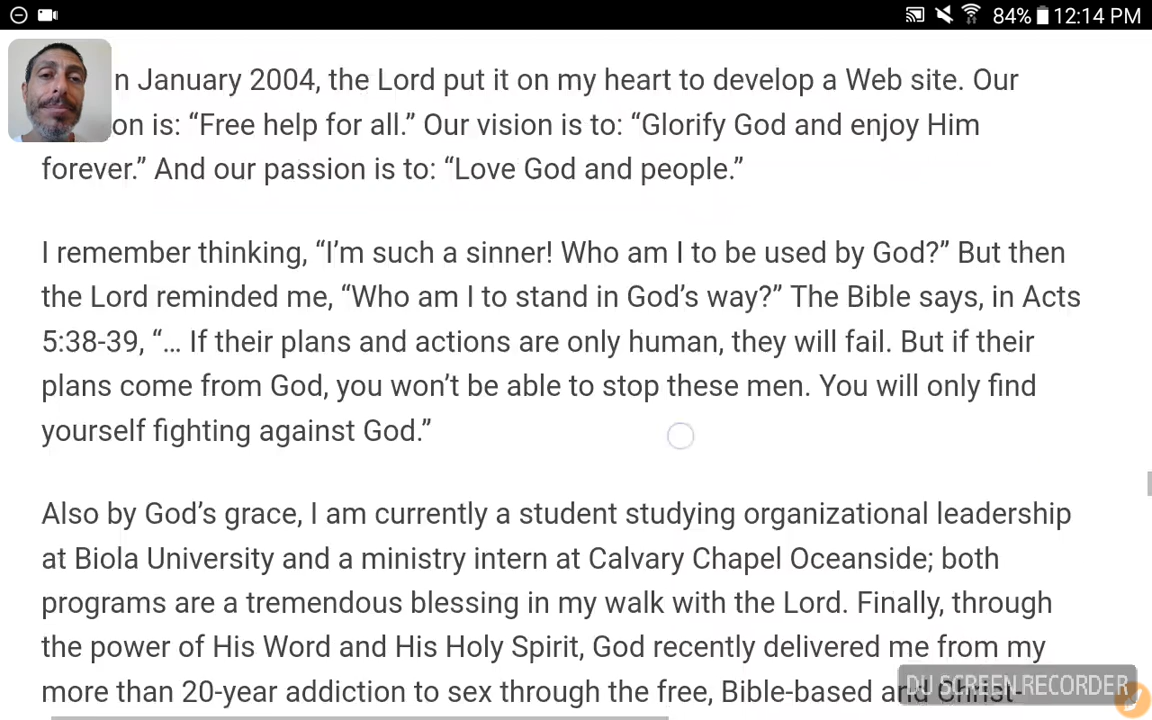 84% 12:14 PM
n January 2004, the Lord put it on my heart to develop a Web site. Our
on is: “Free help for all.” Our vision is to: “Glorify God and enjoy Him
forever.” And our passion is to: “Love God and people.”
I remember thinking, “I’m such a sinner! Who am I to be used by God?” But then
the Lord reminded me, “Who am I to stand in God’s way?” The Bible says, in Acts
5:38-39, “… If their plans and actions are only human, they will fail. But if their
plans come from God, you won’t be able to stop these men. You will only find
yourself fighting against God.”
Also by God’s grace, I am currently a student studying organizational leadership
at Biola University and a ministry intern at Calvary Chapel Oceanside; both
programs are a tremendous blessing in my walk with the Lord. Finally, through
the power of His Word and His Holy Spirit, God recently delivered me from my
more than 20-year addiction to sex through the free, Bible-based and Christ-
DU SCREEN RECORDER